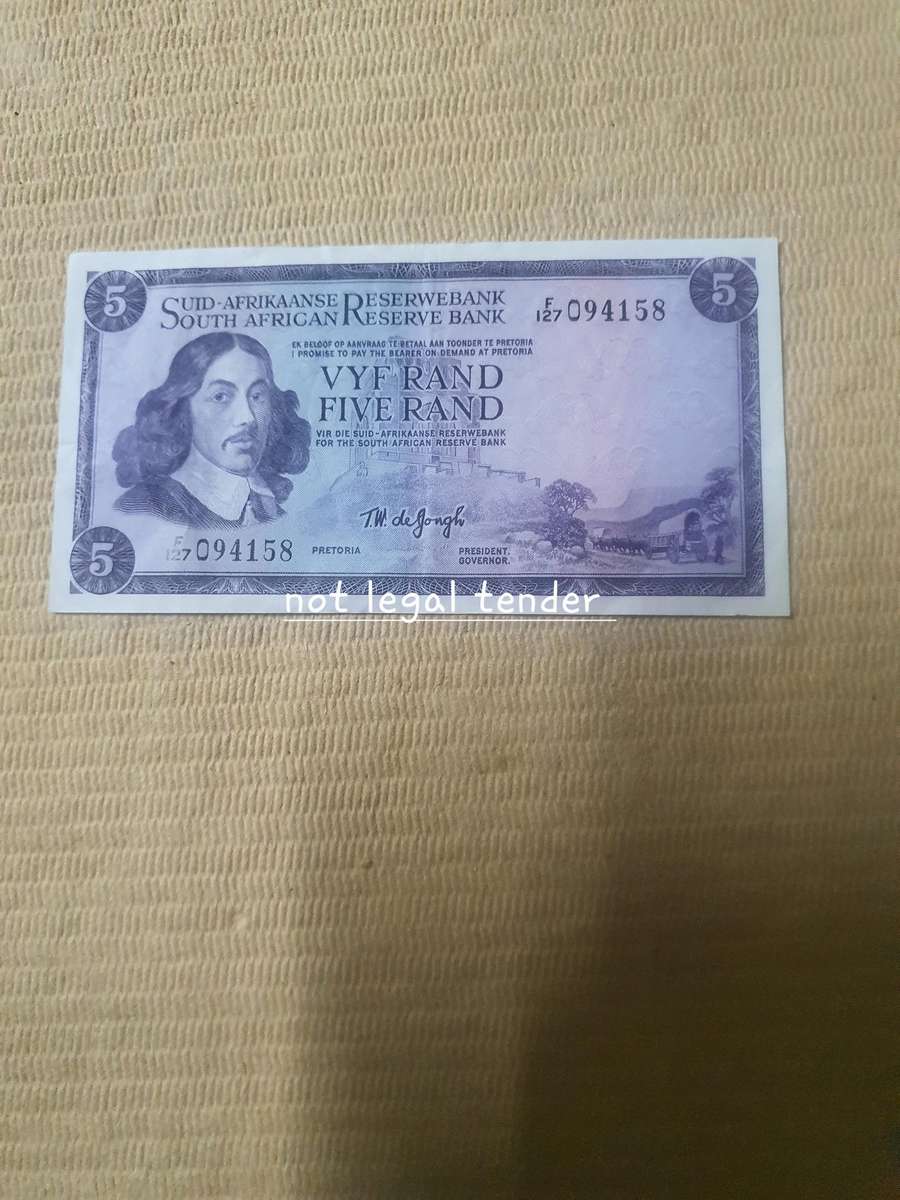 5
5
SUID-AFRIKAANSE RESERWEBANK
SOUTH AFRICAN RESERVE BANK
F/127 094158
EK BELOOF OP AANVRAAG TE BETAAL AAN TOONDER TE PRETORIA
I PROMISE TO PAY THE BEARER ON DEMAND AT PRETORIA
VYF RAND
FIVE RAND
VIR DIE SUID-AFRIKAANSE RESERWEBANK
FOR THE SOUTH AFRICAN RESERVE BANK
T.W. de Jongh
F/127 094158
PRETORIA
PRESIDENT.
GOVERNOR.
5
not legal tender